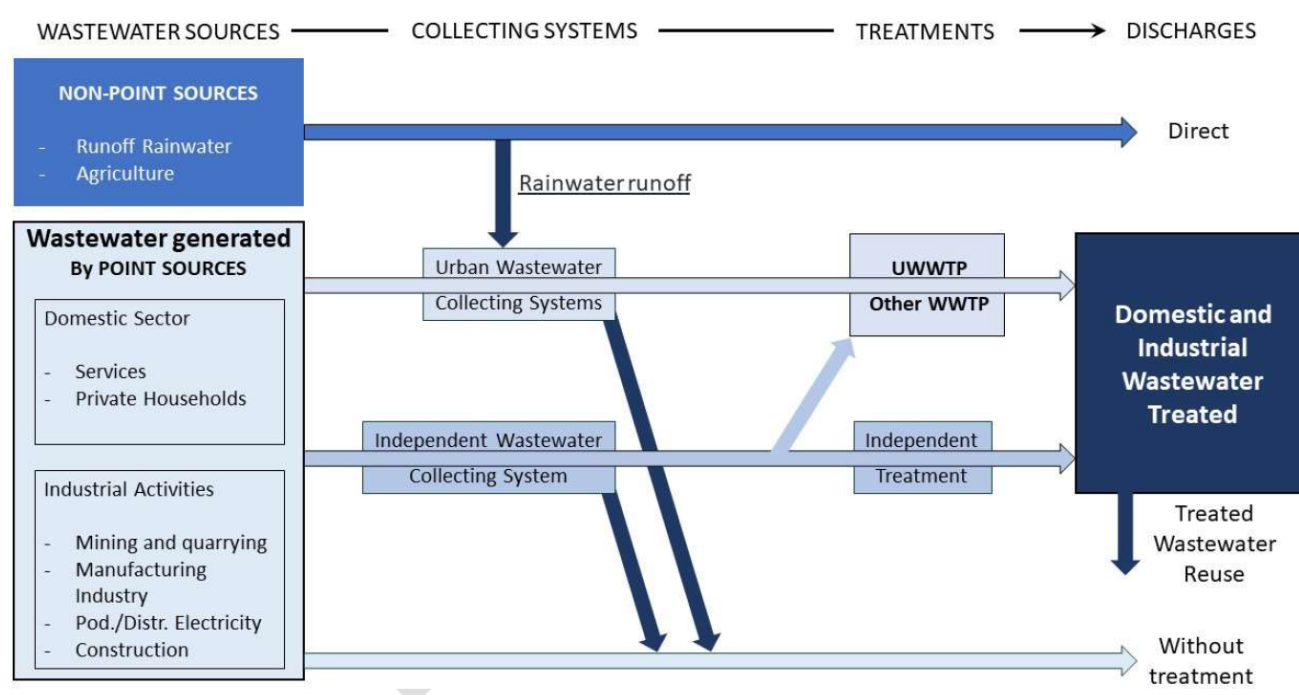 WASTEWATER SOURCES
COLLECTING SYSTEMS
TREATMENTS
DISCHARGES
NON-POINT SOURCES
- Runoff Rainwater
- Agriculture
Direct
Rainwater runoff
Wastewater generated
By POINT SOURCES
Domestic Sector
- Services
- Private Households
Industrial Activities
- Mining and quarrying
- Manufacturing
Industry
- Pod./Distr. Electricity
- Construction
Urban Wastewater
Collecting Systems
UWWTP
Other WWTP
Independent Wastewater
Collecting System
Independent
Treatment
Domestic and
Industrial
Wastewater
Treated
Treated
Wastewater
Reuse
Without
treatment